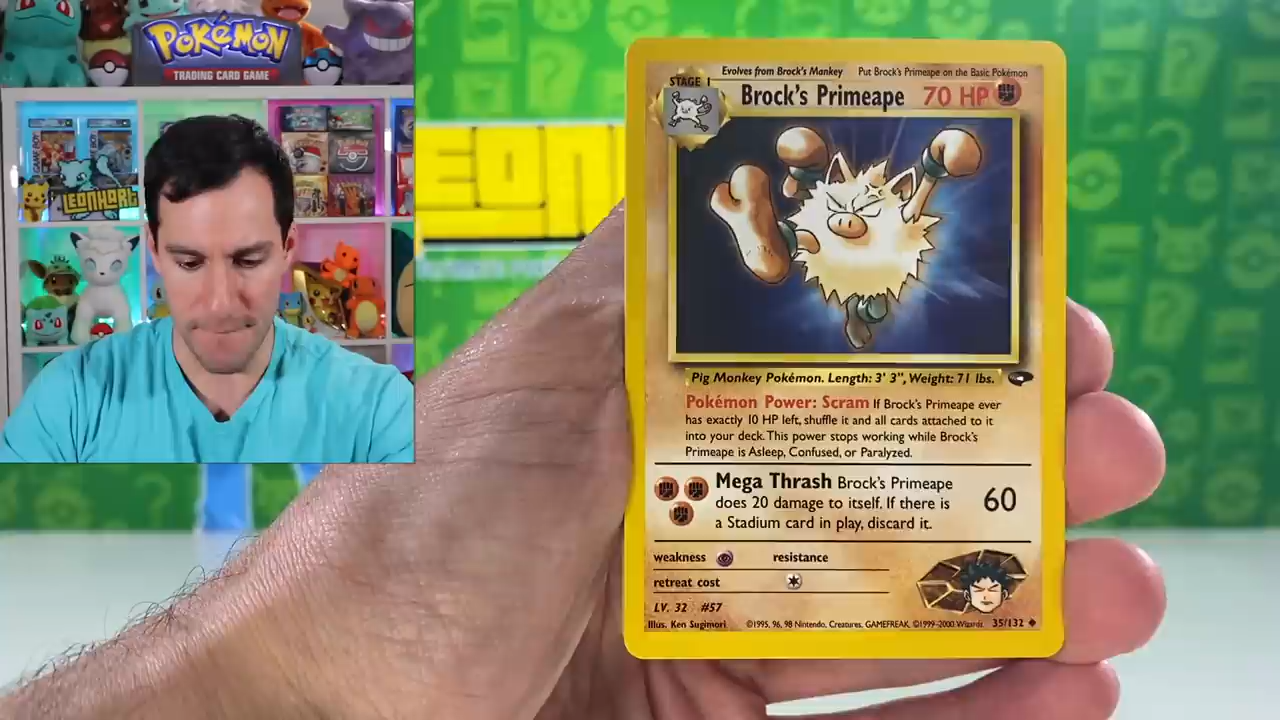 POKéMON
TRADING CARD GAME
LEONHART
LEON
STAGE 1
Evolves from Brock's Mankey
Put Brock's Primeape on the Basic Pokémon
Brock's Primeape 70 HP
Pig Monkey Pokémon. Length: 3' 3", Weight: 71 lbs.
Pokémon Power: Scram If Brock's Primeape ever
has exactly 10 HP left, shuffle it and all cards attached to it
into your deck. This power stops working while Brock's
Primeape is Asleep, Confused, or Paralyzed.
Mega Thrash Brock's Primeape
does 20 damage to itself. If there is
a Stadium card in play, discard it.
60
weakness
resistance
retreat cost
LV. 32 #57
Illus. Ken Sugimori
©1995, 96, 98 Nintendo, Creatures, GAMEFREAK. ©1999-2000 Wizards.
35/132